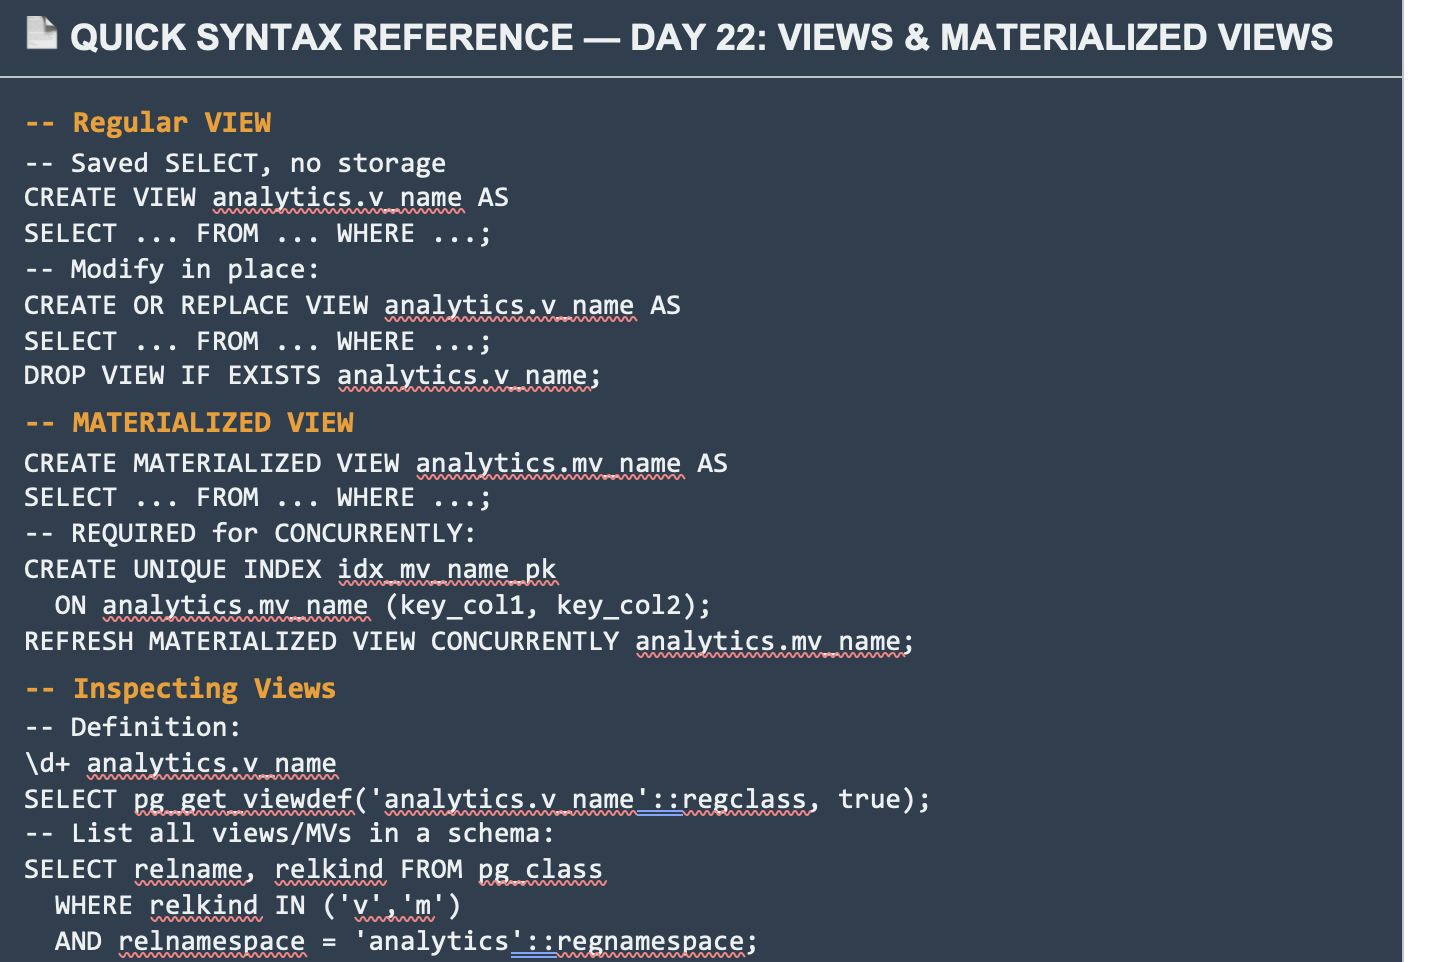 QUICK SYNTAX REFERENCE — DAY 22: VIEWS & MATERIALIZED VIEWS
-- Regular VIEW
-- Saved SELECT, no storage
CREATE VIEW analytics.v_name AS
SELECT ... FROM ... WHERE ...;
-- Modify in place:
CREATE OR REPLACE VIEW analytics.v_name AS
SELECT ... FROM ... WHERE ...;
DROP VIEW IF EXISTS analytics.v_name;
-- MATERIALIZED VIEW
CREATE MATERIALIZED VIEW analytics.mv_name AS
SELECT ... FROM ... WHERE ...;
-- REQUIRED for CONCURRENTLY:
CREATE UNIQUE INDEX idx_mv_name_pk
  ON analytics.mv_name (key_col1, key_col2);
REFRESH MATERIALIZED VIEW CONCURRENTLY analytics.mv_name;
-- Inspecting Views
-- Definition:
\d+ analytics.v_name
SELECT pg_get_viewdef('analytics.v_name'::regclass, true);
-- List all views/MVs in a schema:
SELECT relname, relkind FROM pg_class
  WHERE relkind IN ('v','m')
  AND relnamespace = 'analytics'::regnamespace;